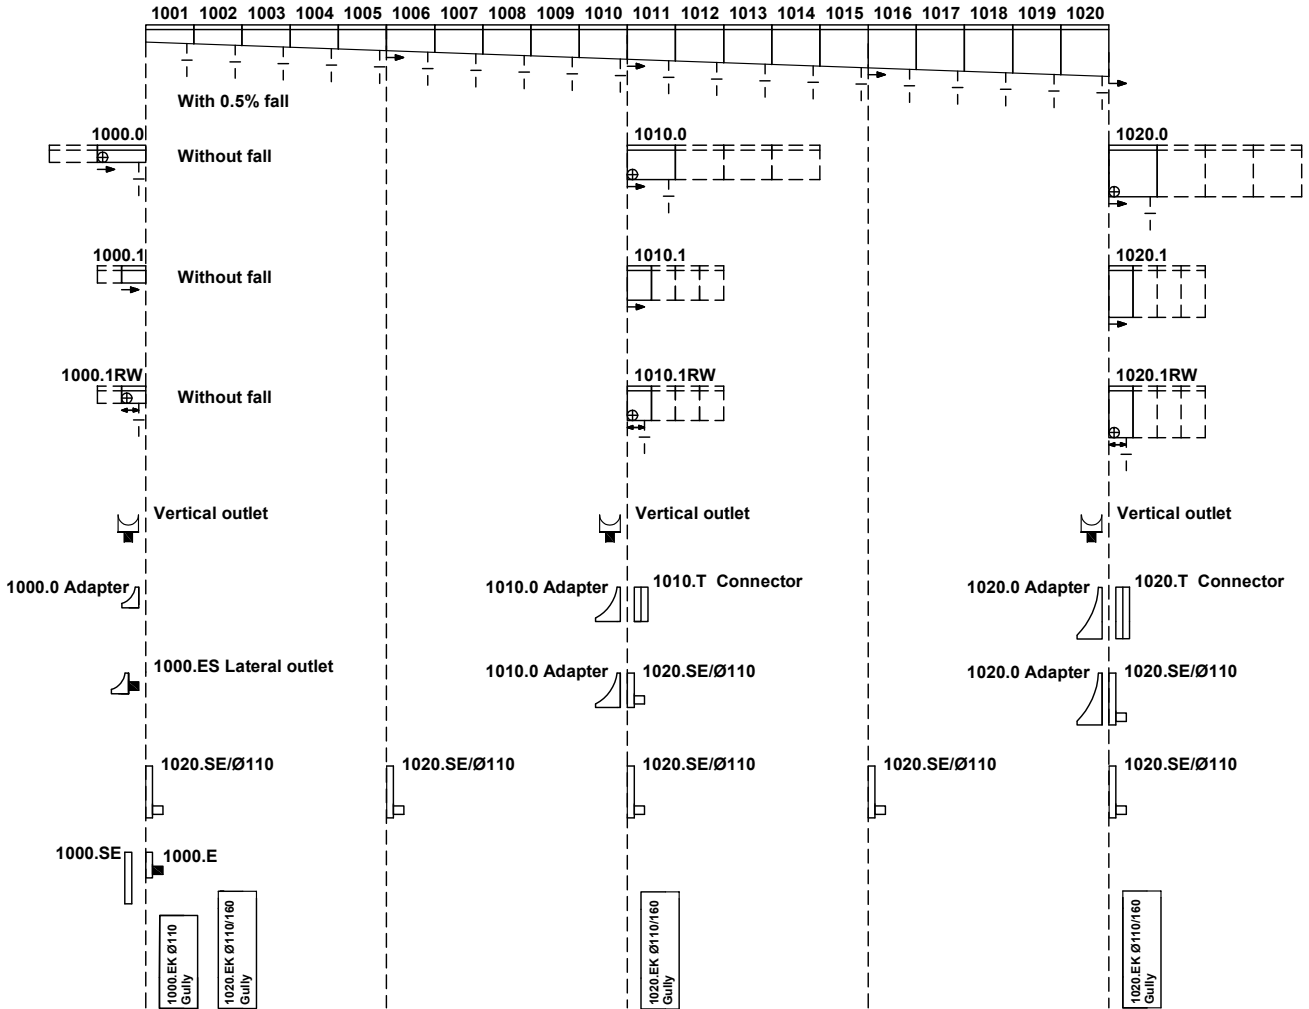 1001 1002 1003 1004 1005 1006 1007 1008 1009 1010 1011 1012 1013 1014 1015 1016 1017 1018 1019 1020
With 0.5% fall
1000.0 Without fall 1010.0 1020.0
1000.1 Without fall 1010.1 1020.1
1000.1RW Without fall 1010.1RW 1020.1RW
Vertical outlet Vertical outlet Vertical outlet
1000.0 Adapter 1010.0 Adapter 1010.T Connector 1020.0 Adapter 1020.T Connector
1000.ES Lateral outlet 1010.0 Adapter 1020.SE/Ø110 1020.0 Adapter 1020.SE/Ø110
1020.SE/Ø110 1020.SE/Ø110 1020.SE/Ø110 1020.SE/Ø110 1020.SE/Ø110
1000.SE 1000.E
1000.EK Ø110
Gully
1020.EK Ø110/160
Gully
1020.EK Ø110/160
Gully
1020.EK Ø110/160
Gully